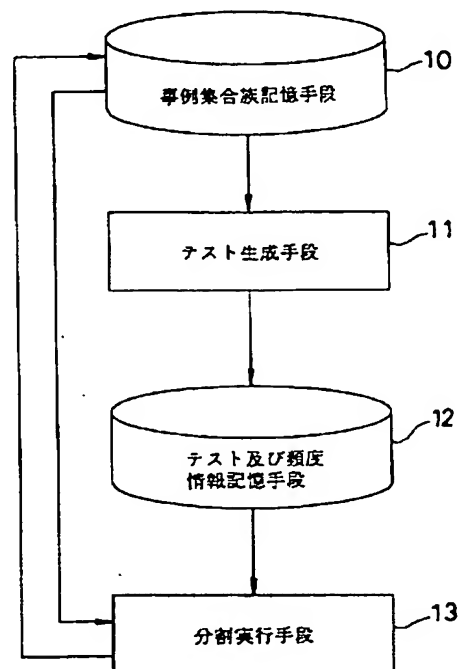 10
事例集合族記憶手段
11
テスト生成手段
12
テスト及び頻度
情報記憶手段
13
分割実行手段